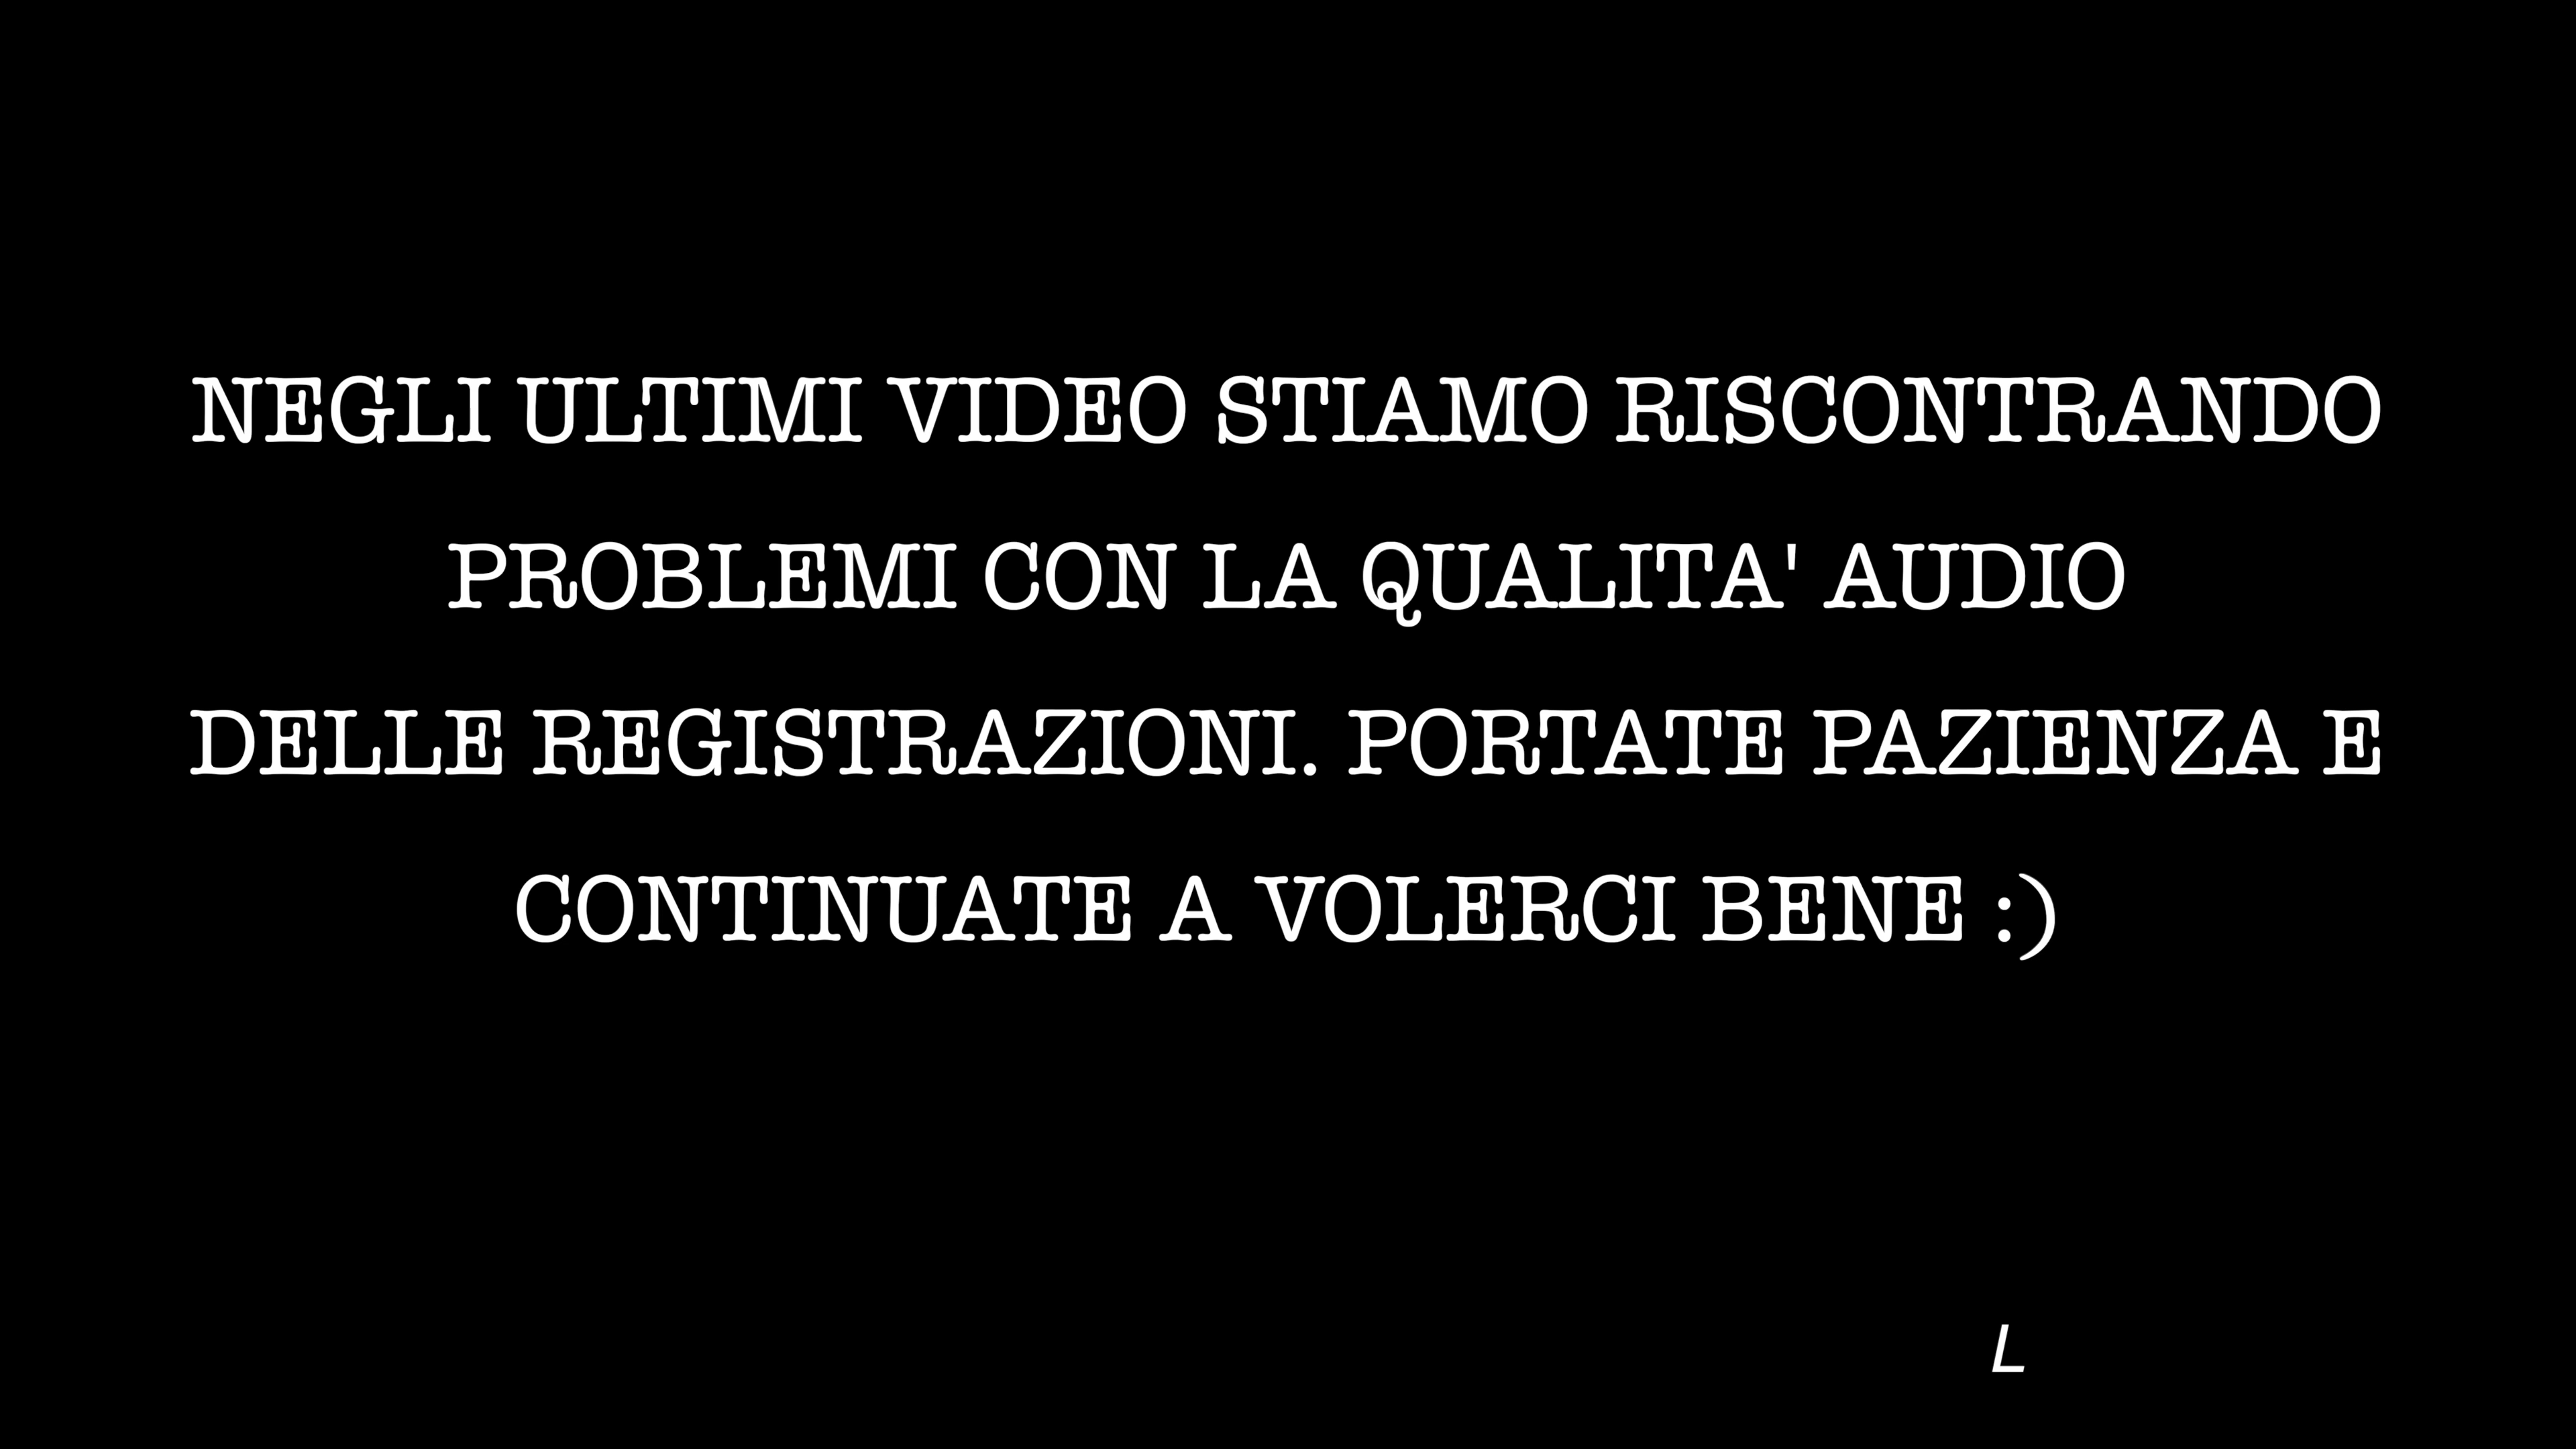 NEGLI ULTIMI VIDEO STIAMO RISCONTRANDO
PROBLEMI CON LA QUALITA' AUDIO
DELLE REGISTRAZIONI. PORTATE PAZIENZA E
CONTINUATE A VOLERCI BENE :)
L